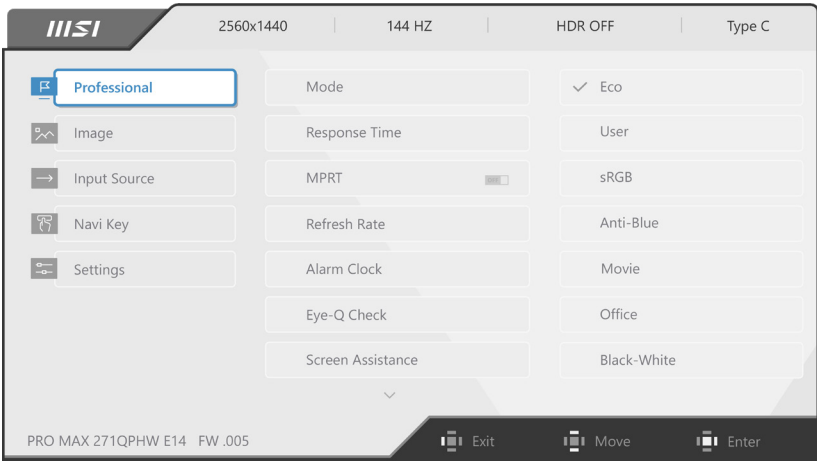 msi 2560x1440 144 HZ HDR OFF Type C
Professional
Image
Input Source
Navi Key
Settings
Mode
Response Time
MPRT
Refresh Rate
Alarm Clock
Eye-Q Check
Screen Assistance
Eco
User
sRGB
Anti-Blue
Movie
Office
Black-White
PRO MAX 271QPHW E14 FW .005
Exit Move Enter